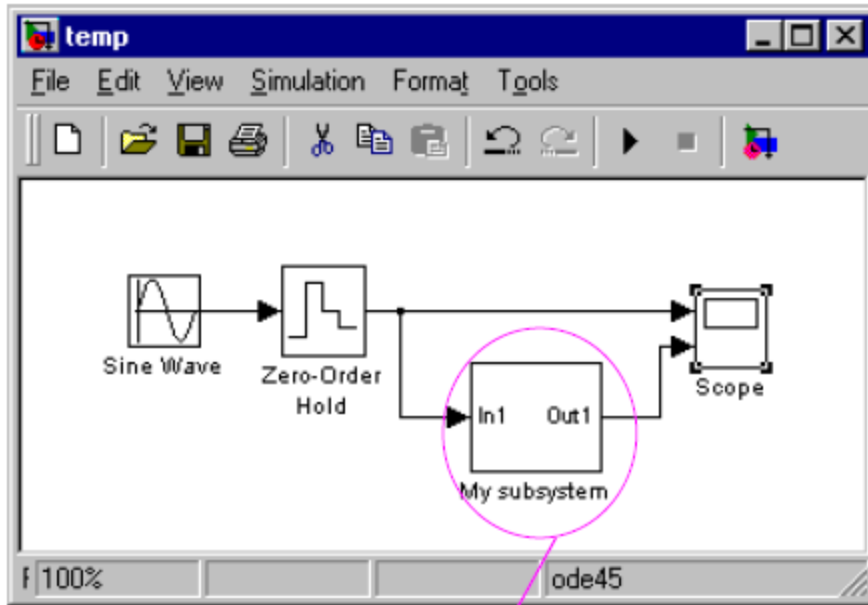 temp
File Edit View Simulation Format Tools
Sine Wave
Zero-Order
Hold
Scope
In1 Out1
My subsystem
100% ode45